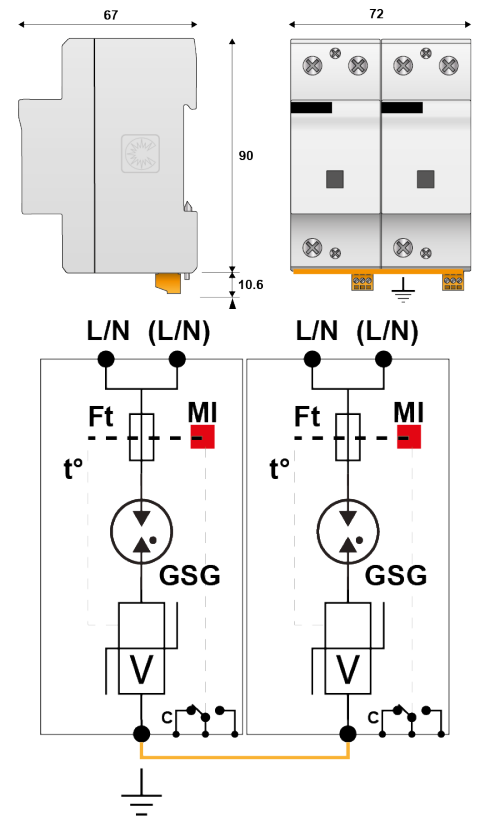 67
72
90
10.6
L/N (L/N) L/N (L/N)
Ft MI Ft MI
t° t°
GSG GSG
V V
C C